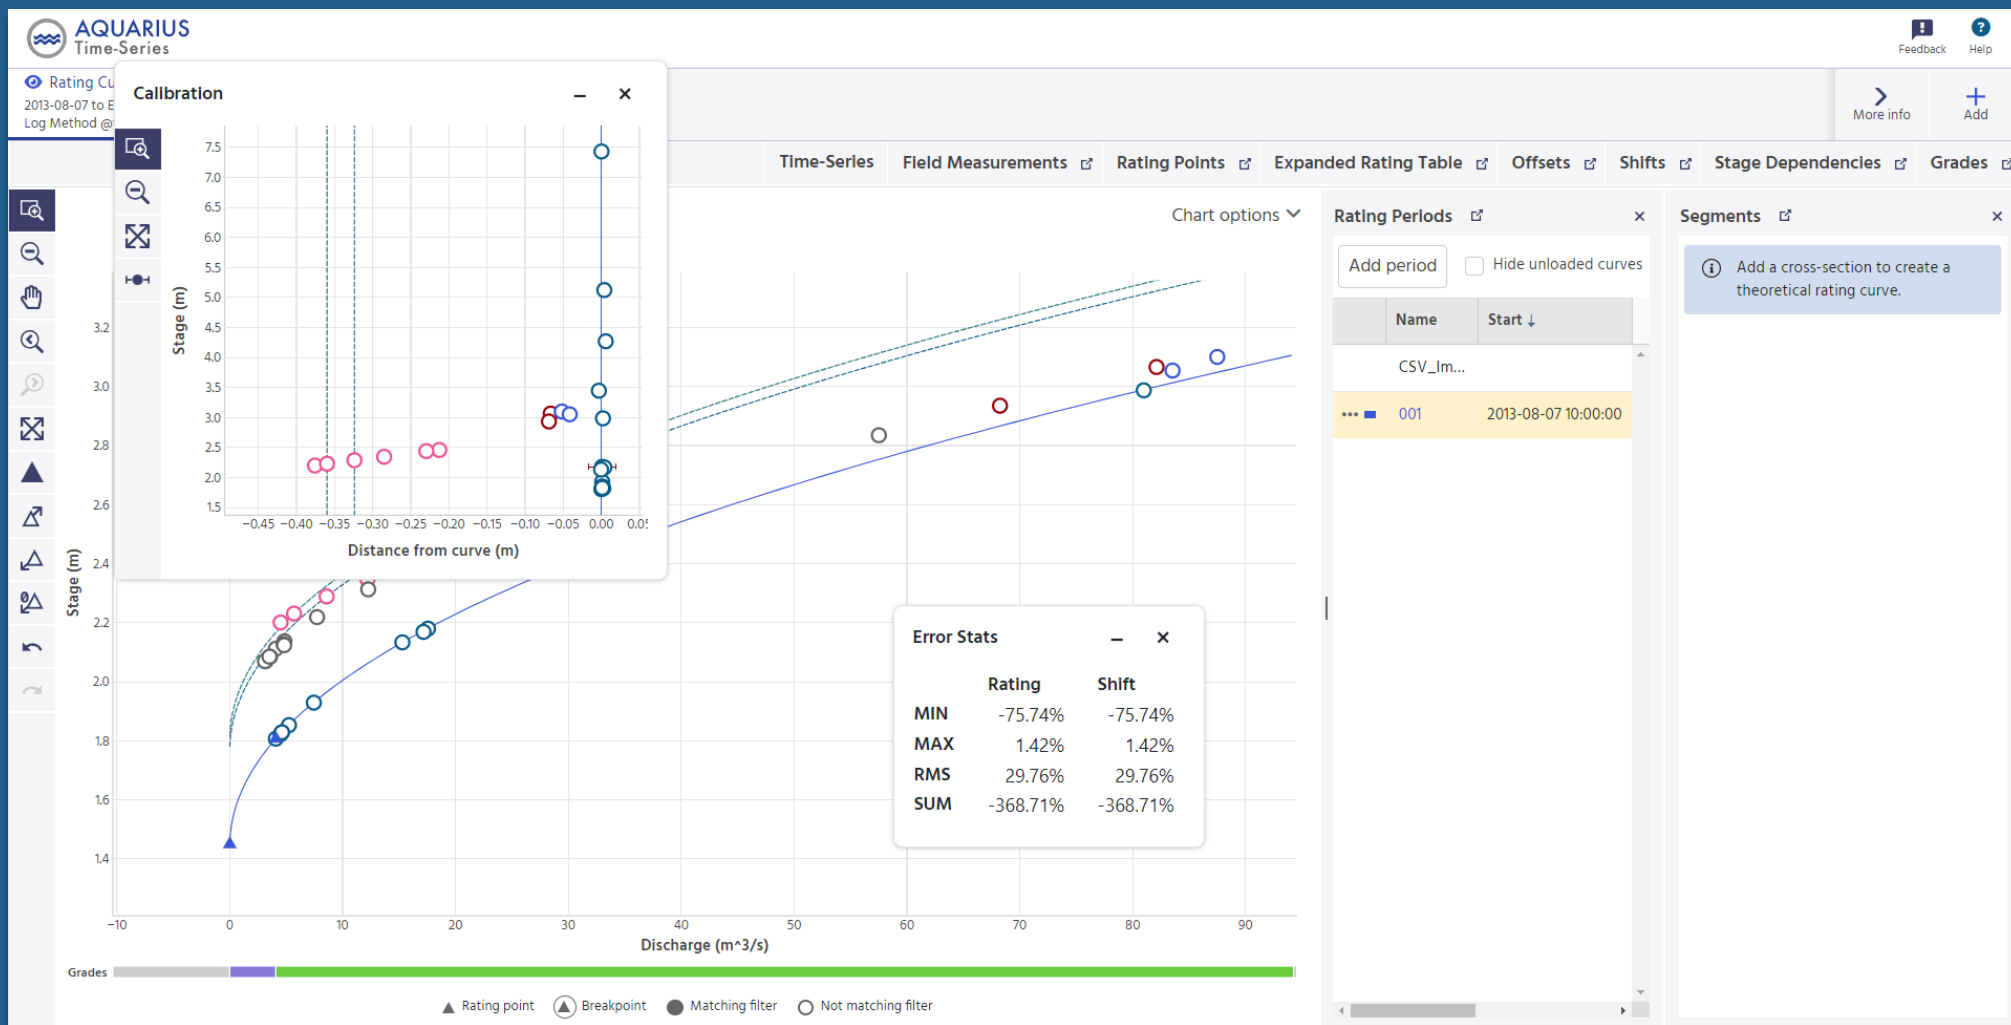 AQUARIUS
Time-Series
Feedback
Help
Rating Cu
2013-08-07 to E
Log Method @
More info
Add
Calibration
7.5
7.0
6.5
6.0
5.5
5.0
4.5
4.0
3.5
3.0
2.5
2.0
1.5
Stage (m)
−0.45 −0.40 −0.35 −0.30 −0.25 −0.20 −0.15 −0.10 −0.05 0.00 0.05
Distance from curve (m)
Time-Series
Field Measurements
Rating Points
Expanded Rating Table
Offsets
Shifts
Stage Dependencies
Grades
Chart options
3.2
3.0
2.8
2.6
2.4
2.2
2.0
1.8
1.6
1.4
Stage (m)
−10 0 10 20 30 40 50 60 70 80 90
Discharge (m^3/s)
Grades
Rating point
Breakpoint
Matching filter
Not matching filter
Error Stats
Rating Shift
MIN -75.74% -75.74%
MAX 1.42% 1.42%
RMS 29.76% 29.76%
SUM -368.71% -368.71%
Rating Periods
Add period
Hide unloaded curves
Name Start ↓
CSV_Im...
001 2013-08-07 10:00:00
Segments
Add a cross-section to create a
theoretical rating curve.